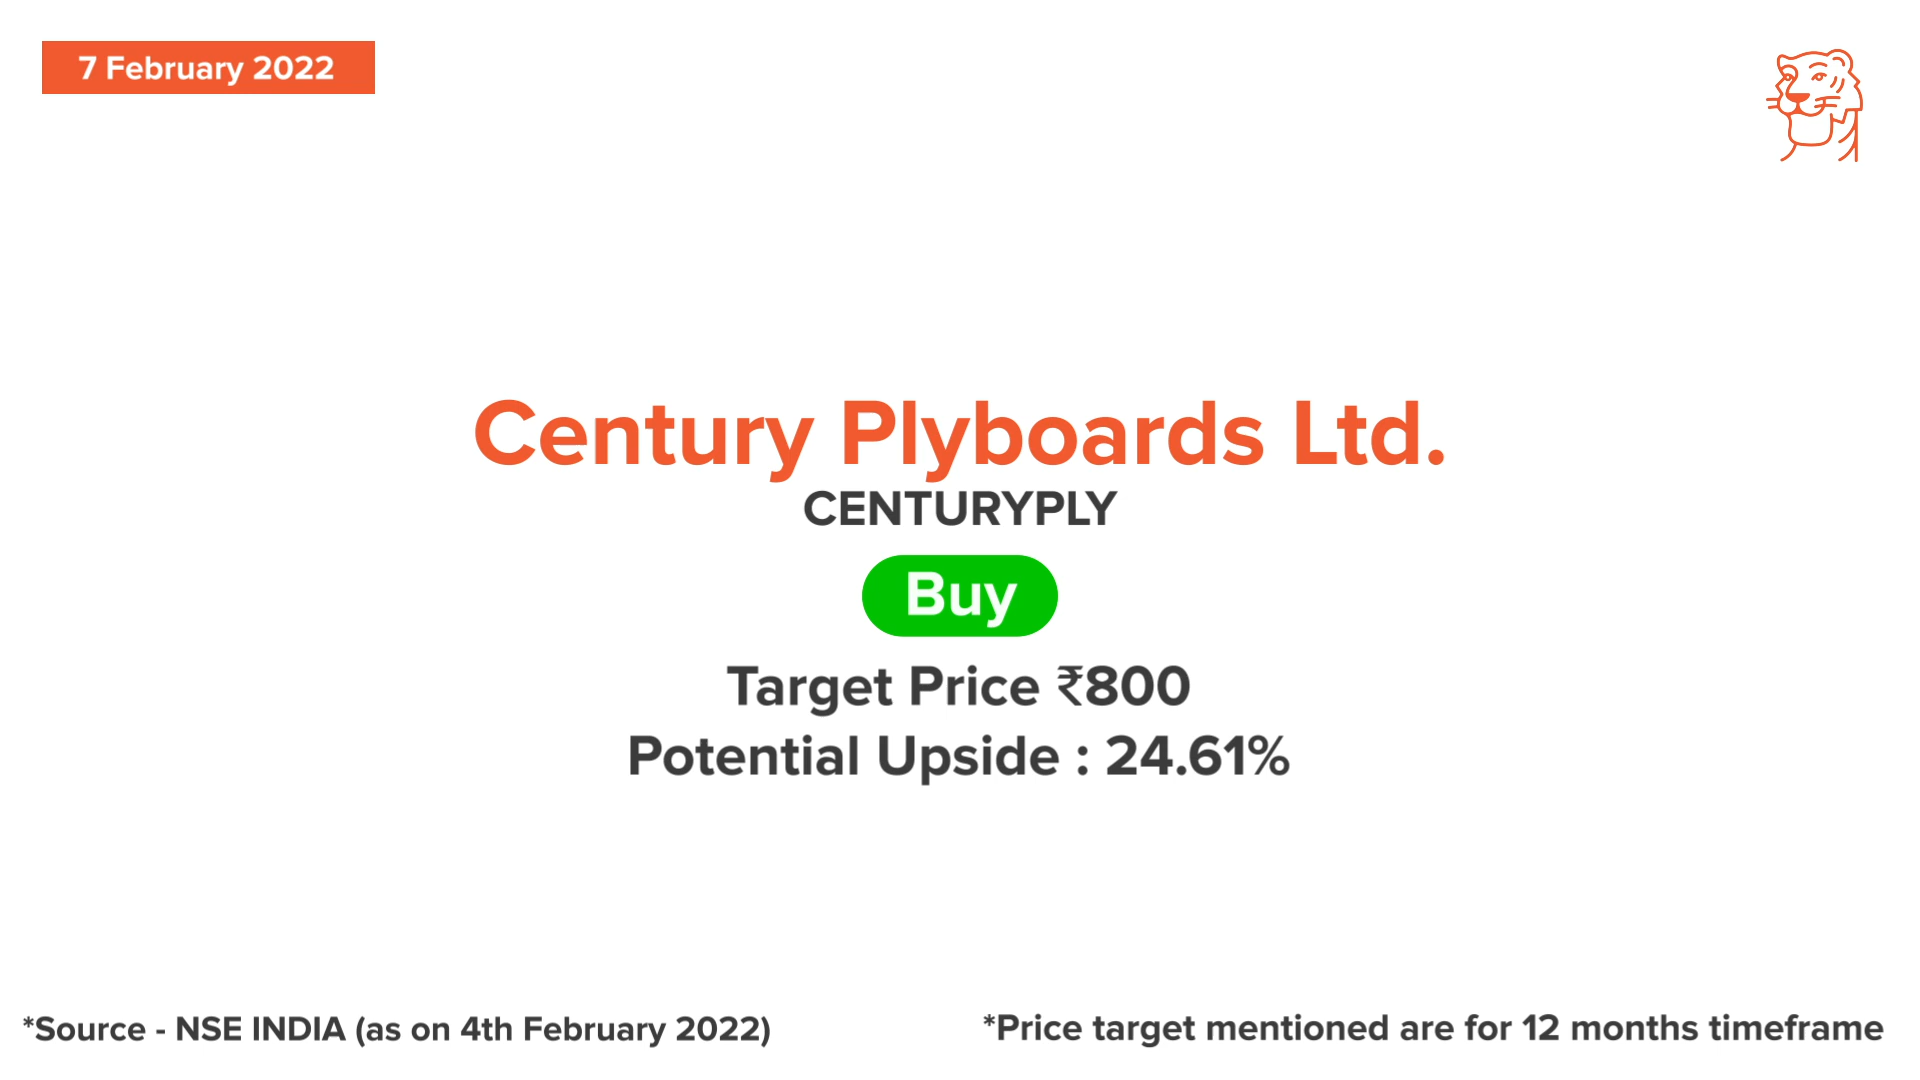 7 February 2022
Century Plyboards Ltd.
CENTURYPLY
Buy
Target Price ₹800
Potential Upside : 24.61%
*Source - NSE INDIA (as on 4th February 2022)
*Price target mentioned are for 12 months timeframe